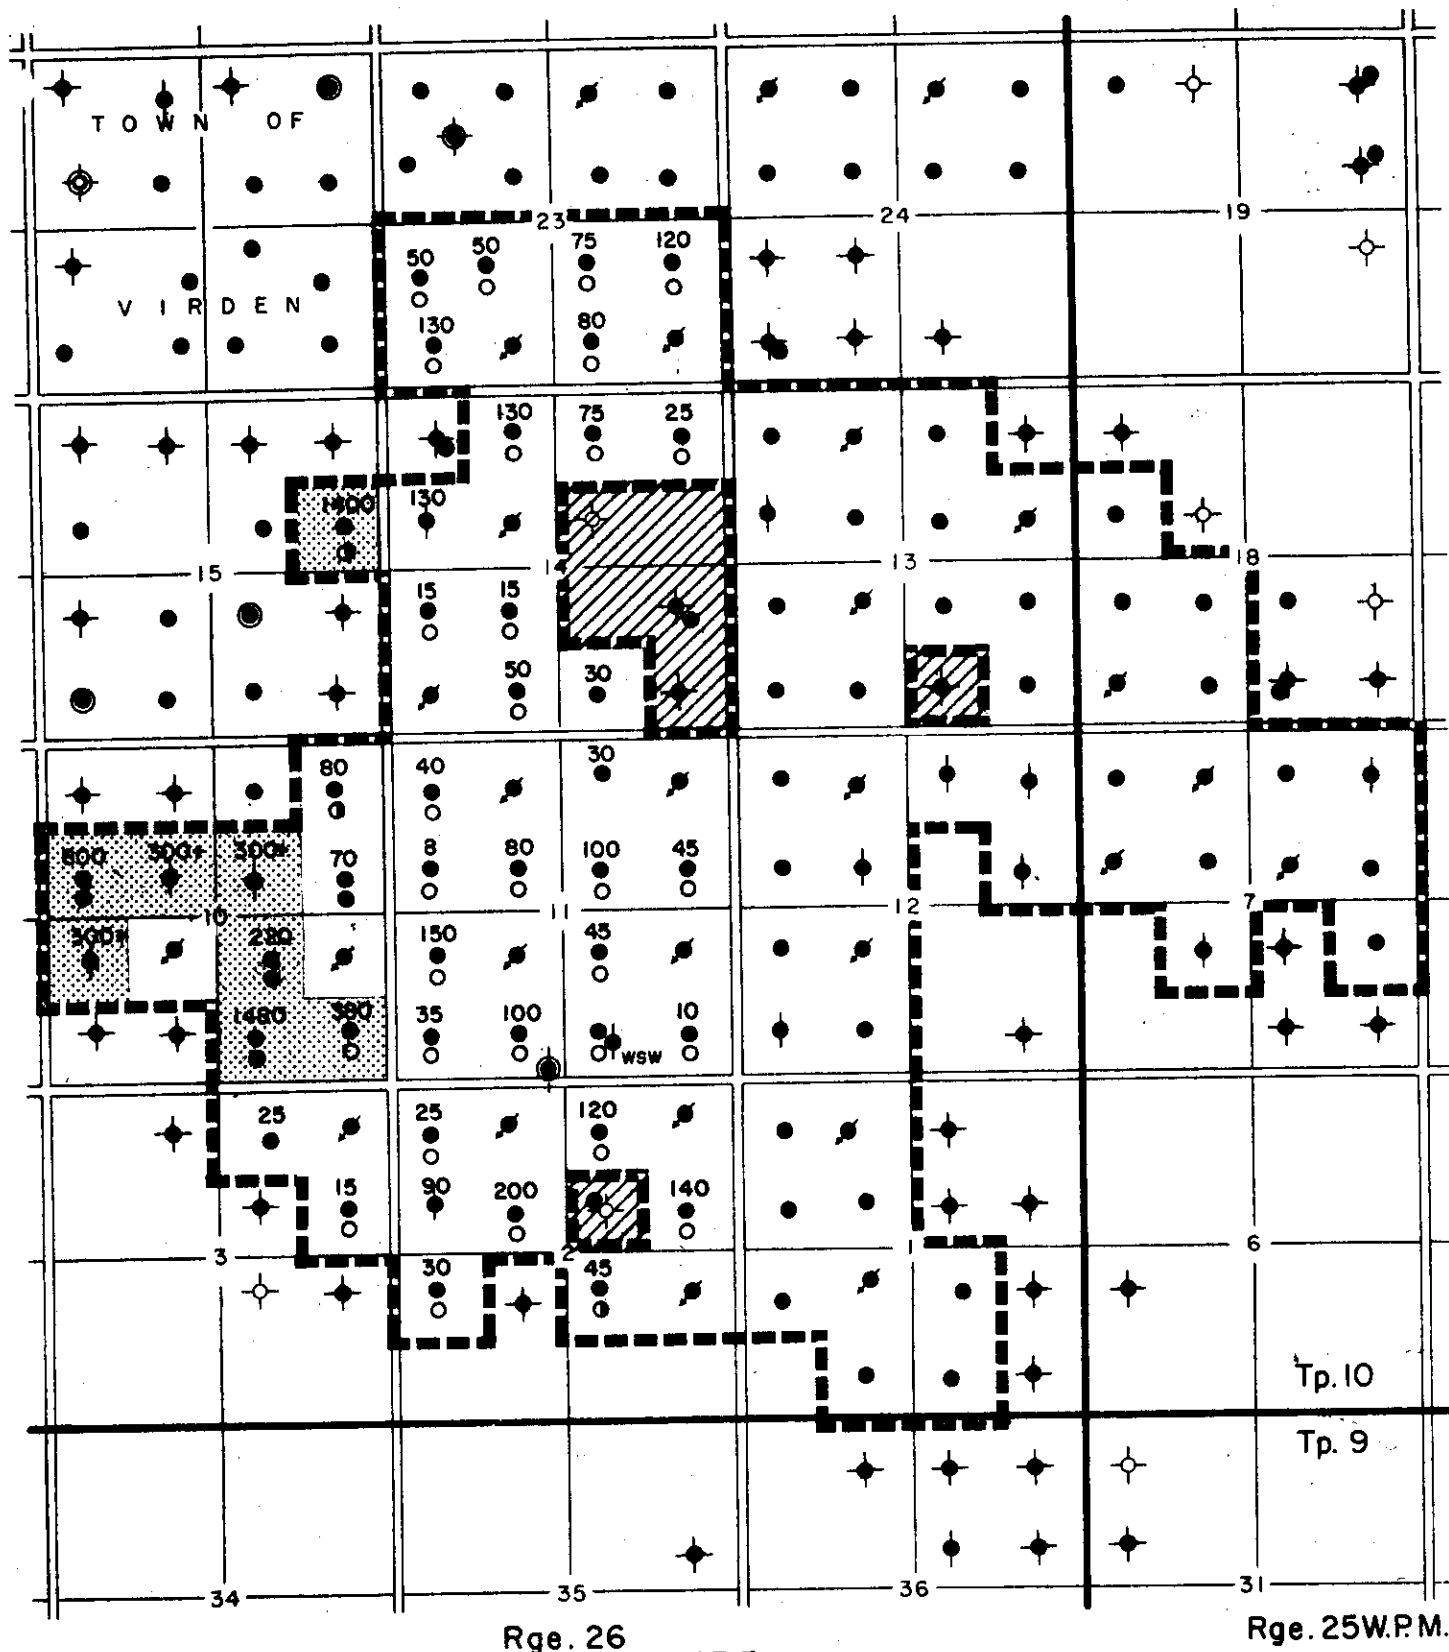 TOWN OF
23 24 19
50 50 75 120
VIRDEN
130 80
130 75 25
1400 130
15 14 13 18
15 15
50 30
80 40 30
300+ 300+ 70 8 80 100 45
10 11 12 7
300+ 220 150 45
1480 380 35 100 10
WSW
25 25 120
15 90 200 140
3 2 1 6
30 45
Tp. 10
Tp. 9
34 35 36 31
Rge. 26 Rge. 25W.P.M.